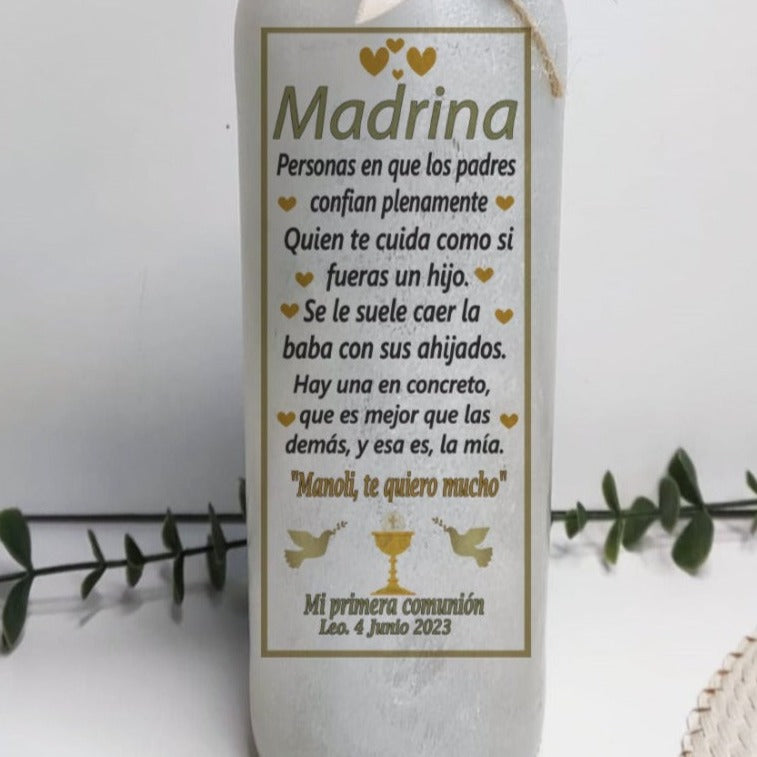 Madrina
Personas en que los padres
confian plenamente
Quien te cuida como si
fueras un hijo.
Se le suele caer la
baba con sus ahijados.
Hay una en concreto,
que es mejor que las
demás, y esa es, la mía.
"Manoli, te quiero mucho"
Mi primera comunión
Leo. 4 Junio 2023